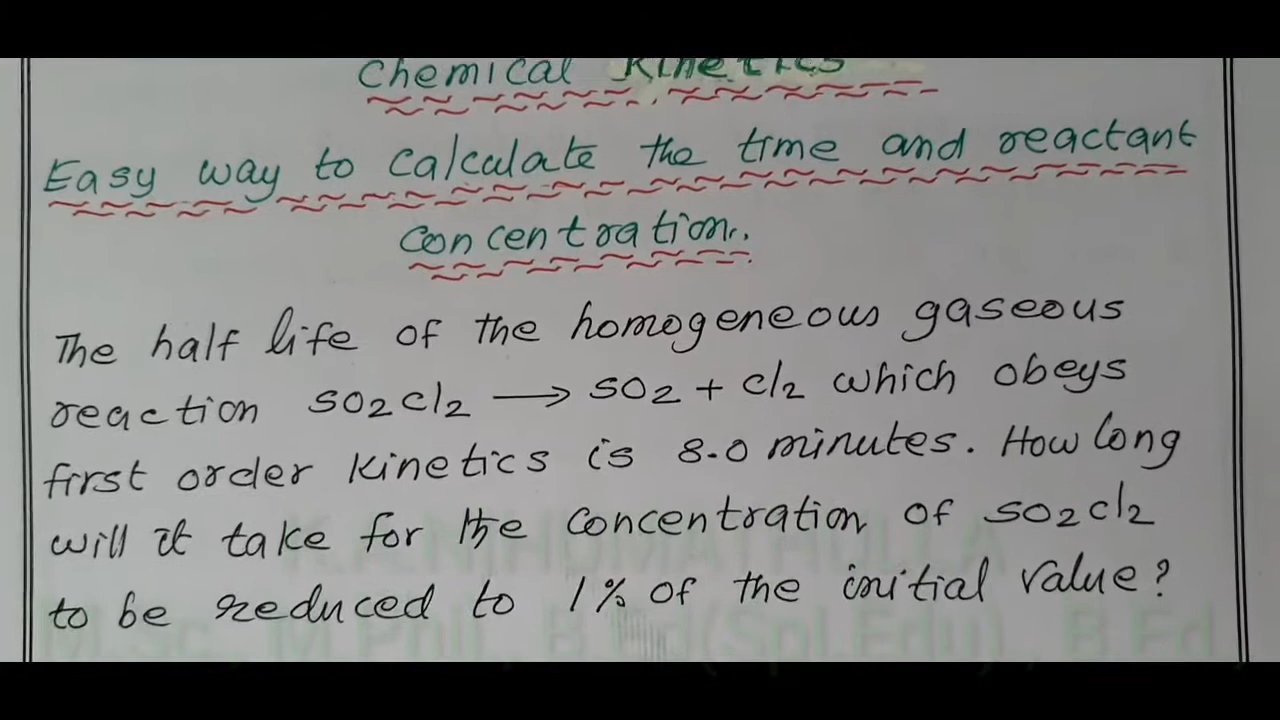 Chemical Kinetics
Easy way to calculate the time and reactant
concentration..
The half life of the homogeneous gaseous
reaction SO2Cl2 → SO2 + Cl2 which obeys
first order kinetics is 8.0 minutes. How long
will it take for the concentration of SO2Cl2
to be reduced to 1% of the initial value?